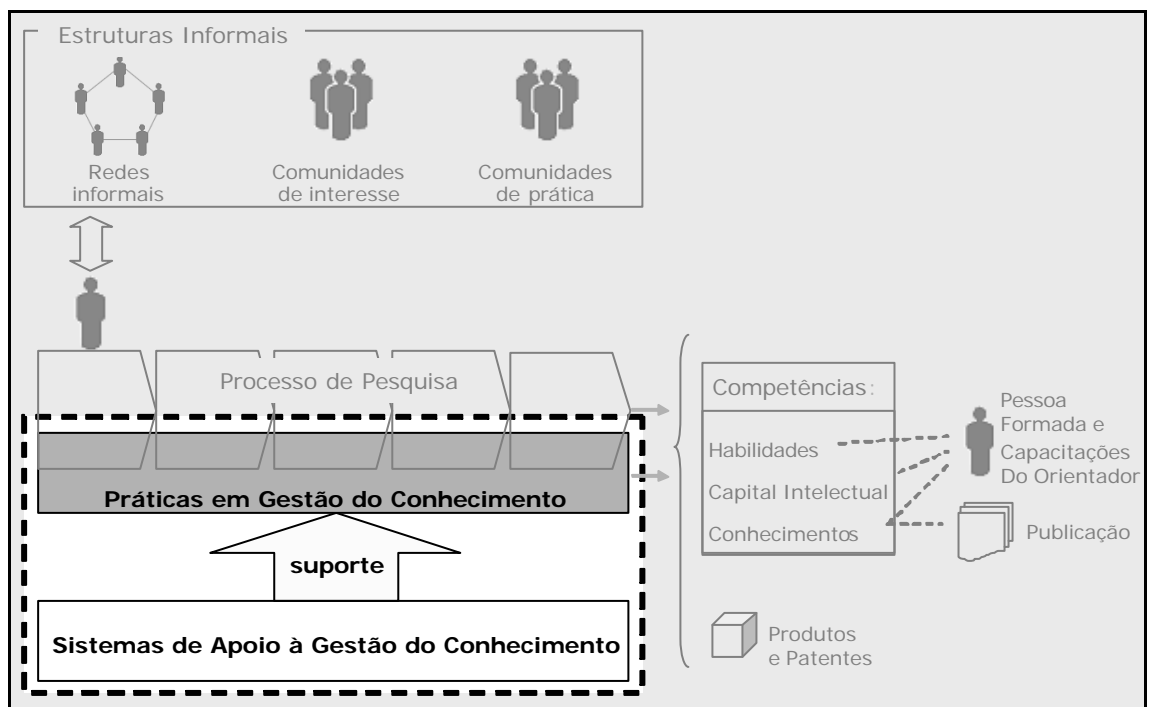 Estruturas Informais
Redes
informais
Comunidades
de interesse
Comunidades
de prática
Processo de Pesquisa
Práticas em Gestão do Conhecimento
suporte
Sistemas de Apoio à Gestão do Conhecimento
Competências:
Habilidades
Capital Intelectual
Conhecimentos
Pessoa
Formada e
Capacitações
Do Orientador
Publicação
Produtos
e Patentes